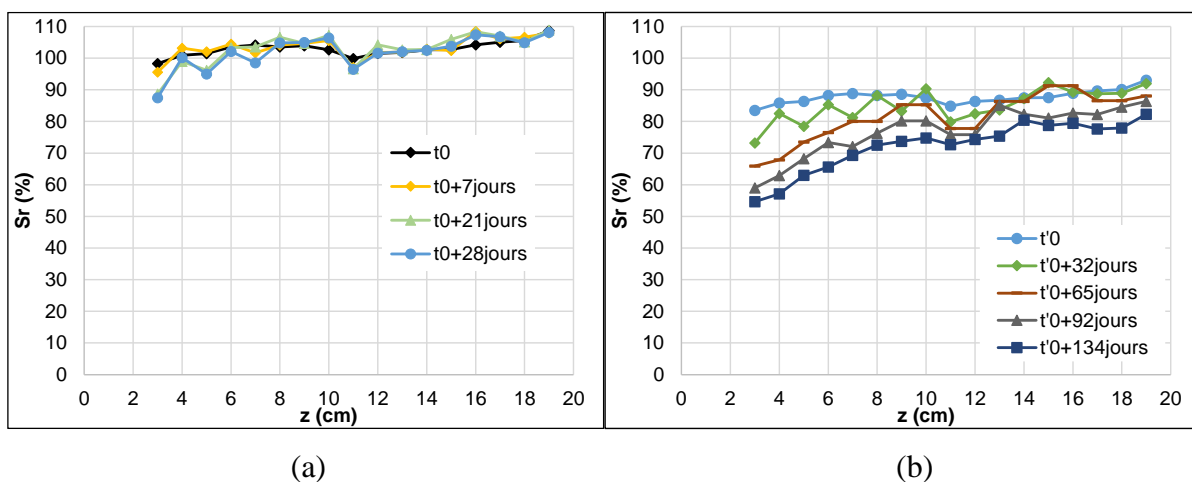 110
100
90
80
70
60
50
40
30
20
10
0
Sr (%)
0 2 4 6 8 10 12 14 16 18 20
z (cm)
t0
t0+7jours
t0+21jours
t0+28jours
(a)
110
100
90
80
70
60
50
40
30
20
10
0
Sr (%)
0 2 4 6 8 10 12 14 16 18 20
z (cm)
t'0
t'0+32jours
t'0+65jours
t'0+92jours
t'0+134jours
(b)